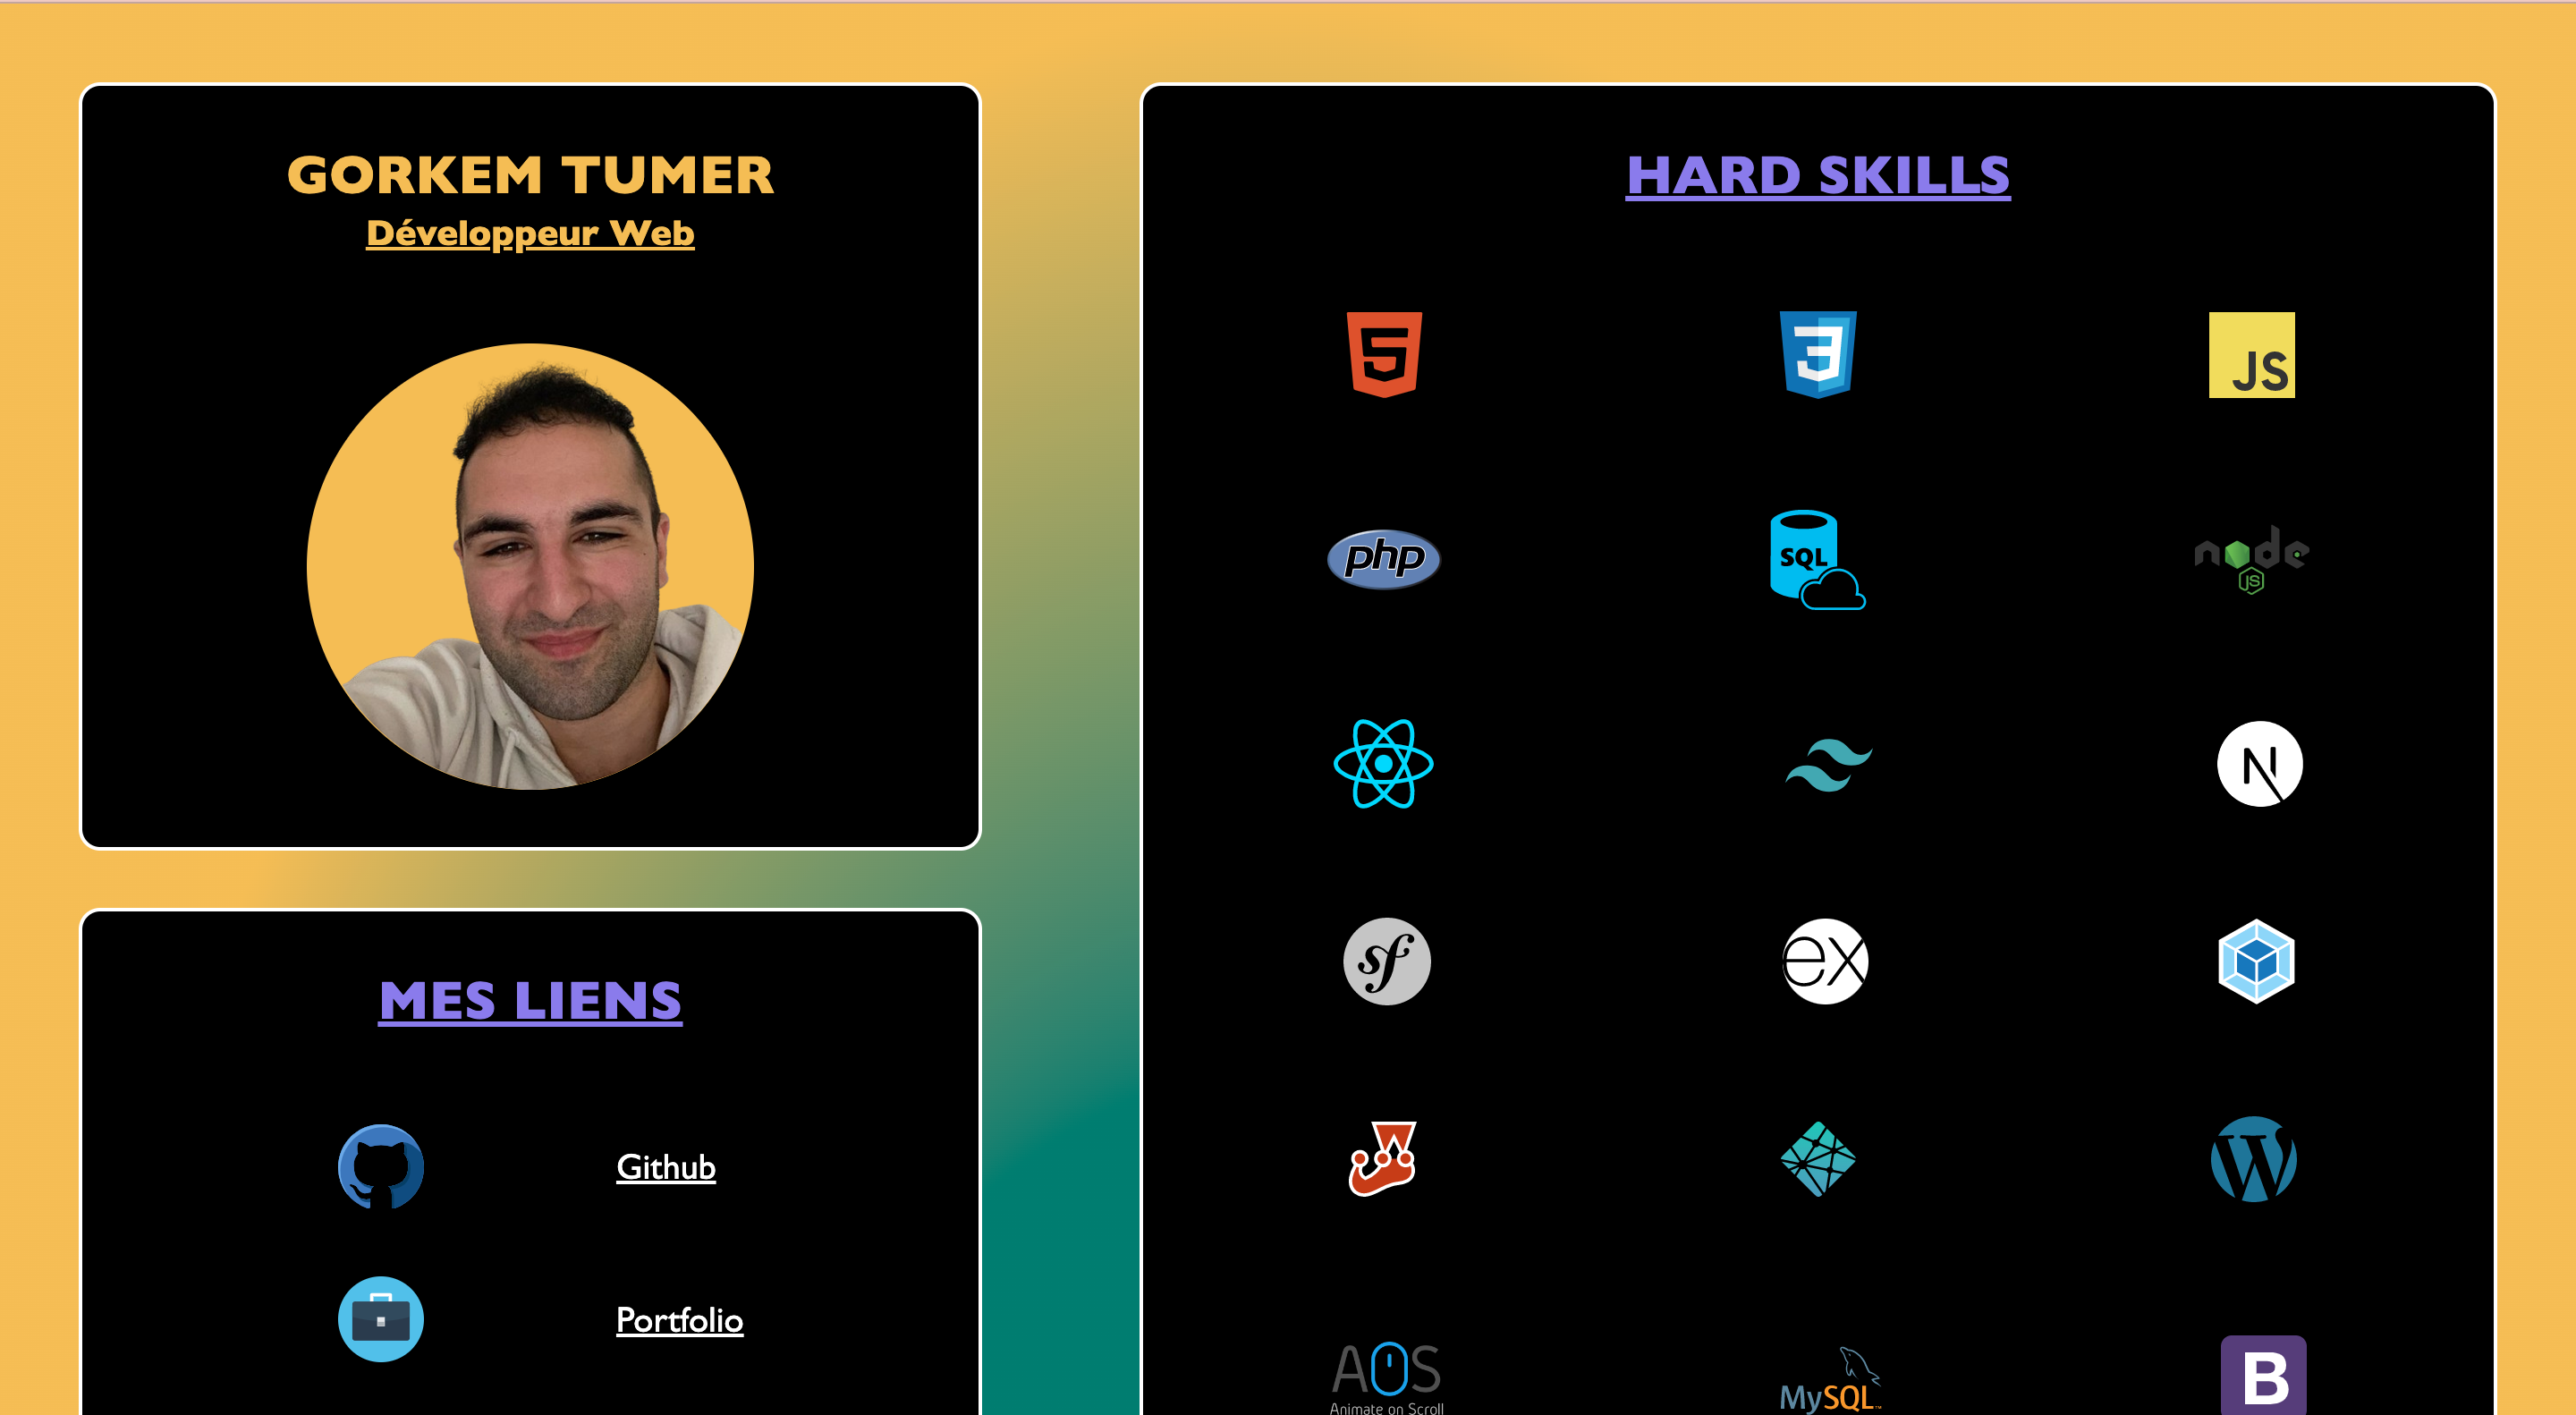 GORKEM TUMER
Développeur Web
MES LIENS
Github
Portfolio
HARD SKILLS
5
3
JS
php
SQL
node
JS
N
sf
ex
W
AOS
Animate on Scroll
MySQL™
B